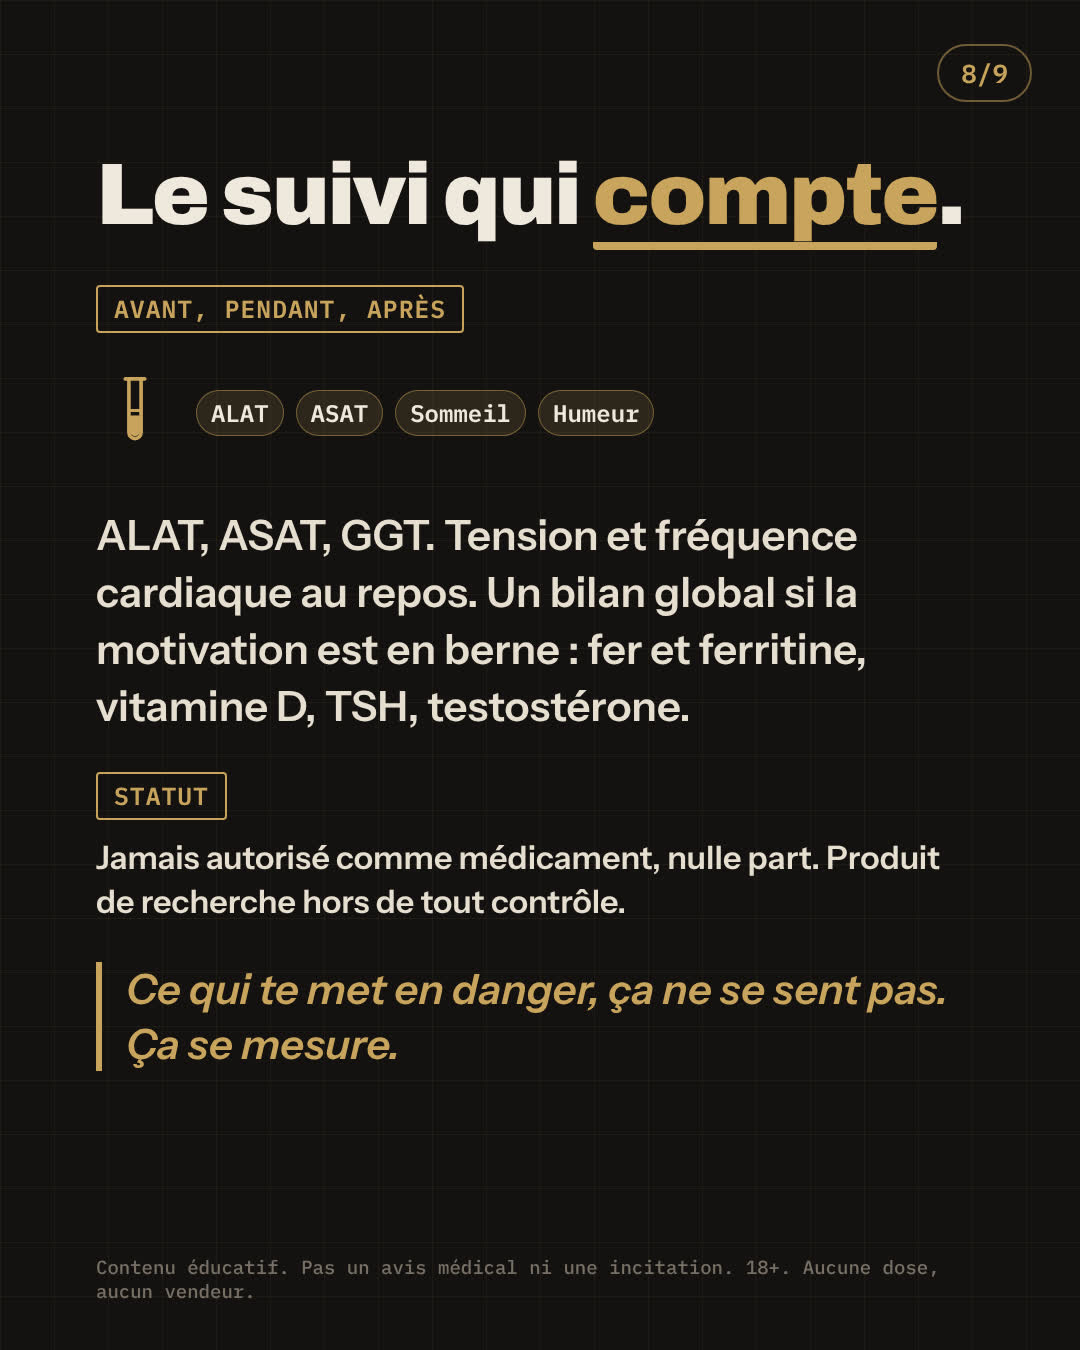 8/9
Le suivi qui compte.
AVANT, PENDANT, APRÈS
ALAT ASAT Sommeil Humeur
ALAT, ASAT, GGT. Tension et fréquence
cardiaque au repos. Un bilan global si la
motivation est en berne : fer et ferritine,
vitamine D, TSH, testostérone.
STATUT
Jamais autorisé comme médicament, nulle part. Produit
de recherche hors de tout contrôle.
Ce qui te met en danger, ça ne se sent pas.
Ça se mesure.
Contenu éducatif. Pas un avis médical ni une incitation. 18+. Aucune dose,
aucun vendeur.